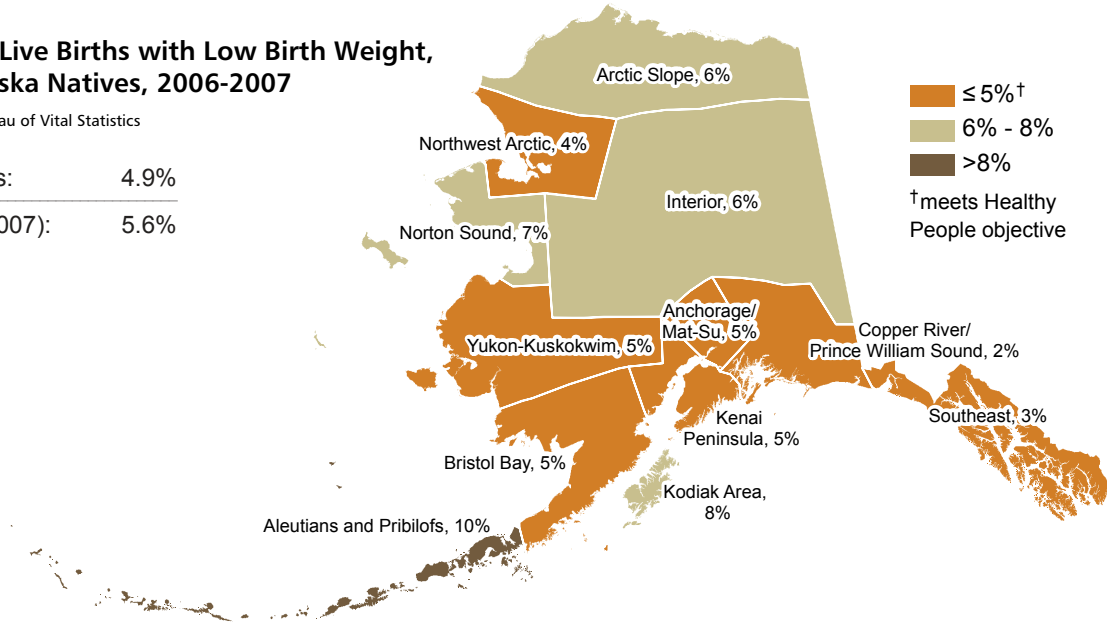 Live Births with Low Birth Weight,
ska Natives, 2006-2007
au of Vital Statistics
s: 4.9%
007): 5.6%
Arctic Slope, 6%
Northwest Arctic, 4%
Interior, 6%
Norton Sound, 7%
Anchorage/
Mat-Su, 5%
Yukon-Kuskokwim, 5%
Copper River/
Prince William Sound, 2%
Southeast, 3%
Kenai
Peninsula, 5%
Bristol Bay, 5%
Kodiak Area,
8%
Aleutians and Pribilofs, 10%
≤ 5%†
6% - 8%
>8%
†meets Healthy
People objective